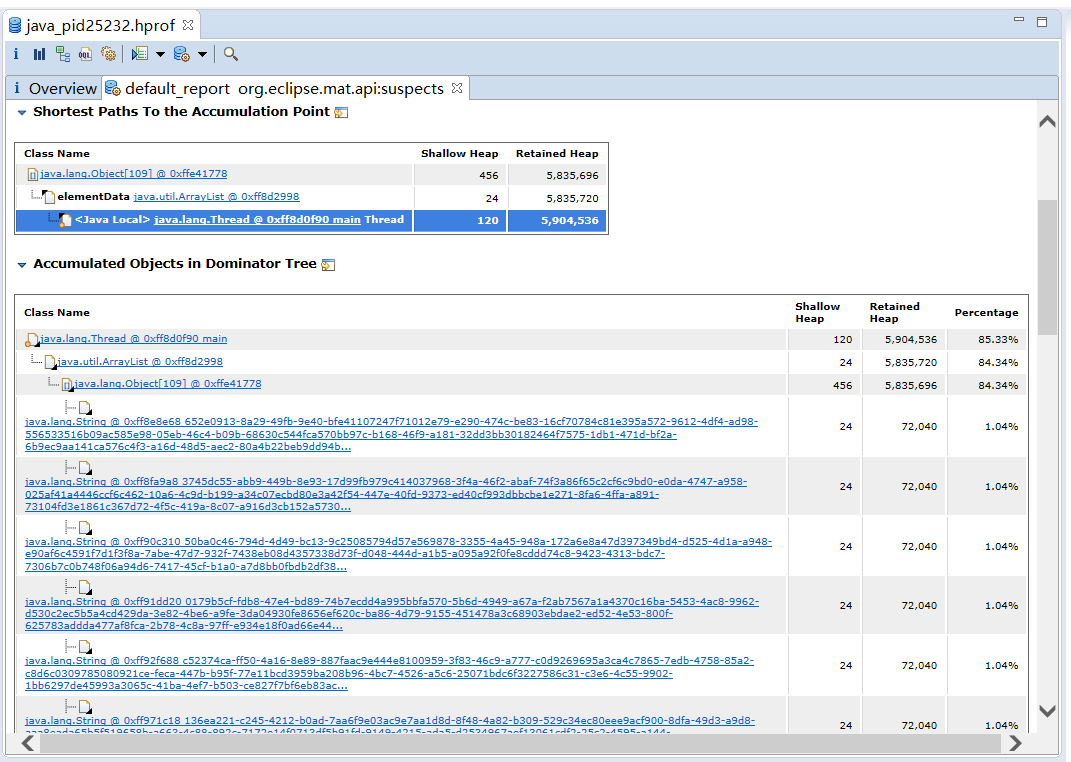 java_pid25232.hprof
i OQL
i Overview default_report org.eclipse.mat.api:suspects
Shortest Paths To the Accumulation Point
Class Name Shallow Heap Retained Heap
java.lang.Object[109] @ 0xffe41778 456 5,835,696
elementData java.util.ArrayList @ 0xff8d2998 24 5,835,720
<Java Local> java.lang.Thread @ 0xff8d0f90 main Thread 120 5,904,536
Accumulated Objects in Dominator Tree
Class Name Shallow Heap Retained Heap Percentage
java.lang.Thread @ 0xff8d0f90 main 120 5,904,536 85.33%
java.util.ArrayList @ 0xff8d2998 24 5,835,720 84.34%
java.lang.Object[109] @ 0xffe41778 456 5,835,696 84.34%
java.lang.String @ 0xff8e8e68 652e0913-8a29-49fb-9e40-bfe41107247f71012e79-e290-474c-be83-16cf70784c81e395a572-9612-4df4-ad98-
556533516b09ac585e98-05eb-46c4-b09b-68630c544fca570bb97c-b168-46f9-a181-32dd3bb30182464f7575-1db1-471d-bf2a-
6b9ec9aa141ca576c4f3-a16d-48d5-aec2-80a4b22beb9dd94b...
24 72,040 1.04%
java.lang.String @ 0xff8fa9a8 3745dc55-abb9-449b-8e93-17d99fb979c414037968-3f4a-46f2-abaf-74f3a86f65c2cf6c9bd0-e0da-4747-a958-
025af41a4446ccf6c462-10a6-4c9d-b199-a34c07ecbd80e3a42f54-447e-40fd-9373-ed40cf993dbbcbe1e271-8fa6-4ffa-a891-
73104fd3e1861c367d72-4f5c-419a-8c07-a916d3cb152a5730...
24 72,040 1.04%
java.lang.String @ 0xff90c310 50ba0c46-794d-4d49-bc13-9c25085794d57e569878-3355-4a45-948a-172a6e8a47d397349bd4-d525-4d1a-a948-
e90af6c4591f7d1f3f8a-7abe-47d7-932f-7438eb08d4357338d73f-d048-444d-a1b5-a095a92f0fe8cddd74c8-9423-4313-bdc7-
7306b7c0b748f06a94d6-7417-45cf-b1a0-a7d8bb0fbdb2df38...
24 72,040 1.04%
java.lang.String @ 0xff91dd20 0179b5cf-fdb8-47e4-bd89-74b7ecdd4a995bbfa570-5b6d-4949-a67a-f2ab7567a1a4370c16ba-5453-4ac8-9962-
d530c2ec5b5a4cd429da-3e82-4be6-a9fe-3da04930fe8656ef620c-ba86-4d79-9155-451478a3c68903ebdae2-ed52-4e53-800f-
625783addda477af8fca-2b78-4c8a-97ff-e934e18f0ad66e44...
24 72,040 1.04%
java.lang.String @ 0xff92f688 c52374ca-ff50-4a16-8e89-887faac9e444e8100959-3f83-46c9-a777-c0d9269695a3ca4c7865-7edb-4758-85a2-
c8d6c0309785080921ce-feca-447b-b95f-77e11bcd3959ba208b96-4bc7-4526-a5c6-25071bdc6f3227586c31-c3e6-4c55-9902-
1bb6297de45993a3065c-41ba-4ef7-b503-ce827f7bf6eb83ac...
24 72,040 1.04%
java.lang.String @ 0xff971c18 136ea221-c245-4212-b0ad-7aa6f9e03ac9e7aa1d8d-8f48-4a82-b309-529c34ec80eee9acf900-8dfa-49d3-a9d8-
24 72,040 1.04%